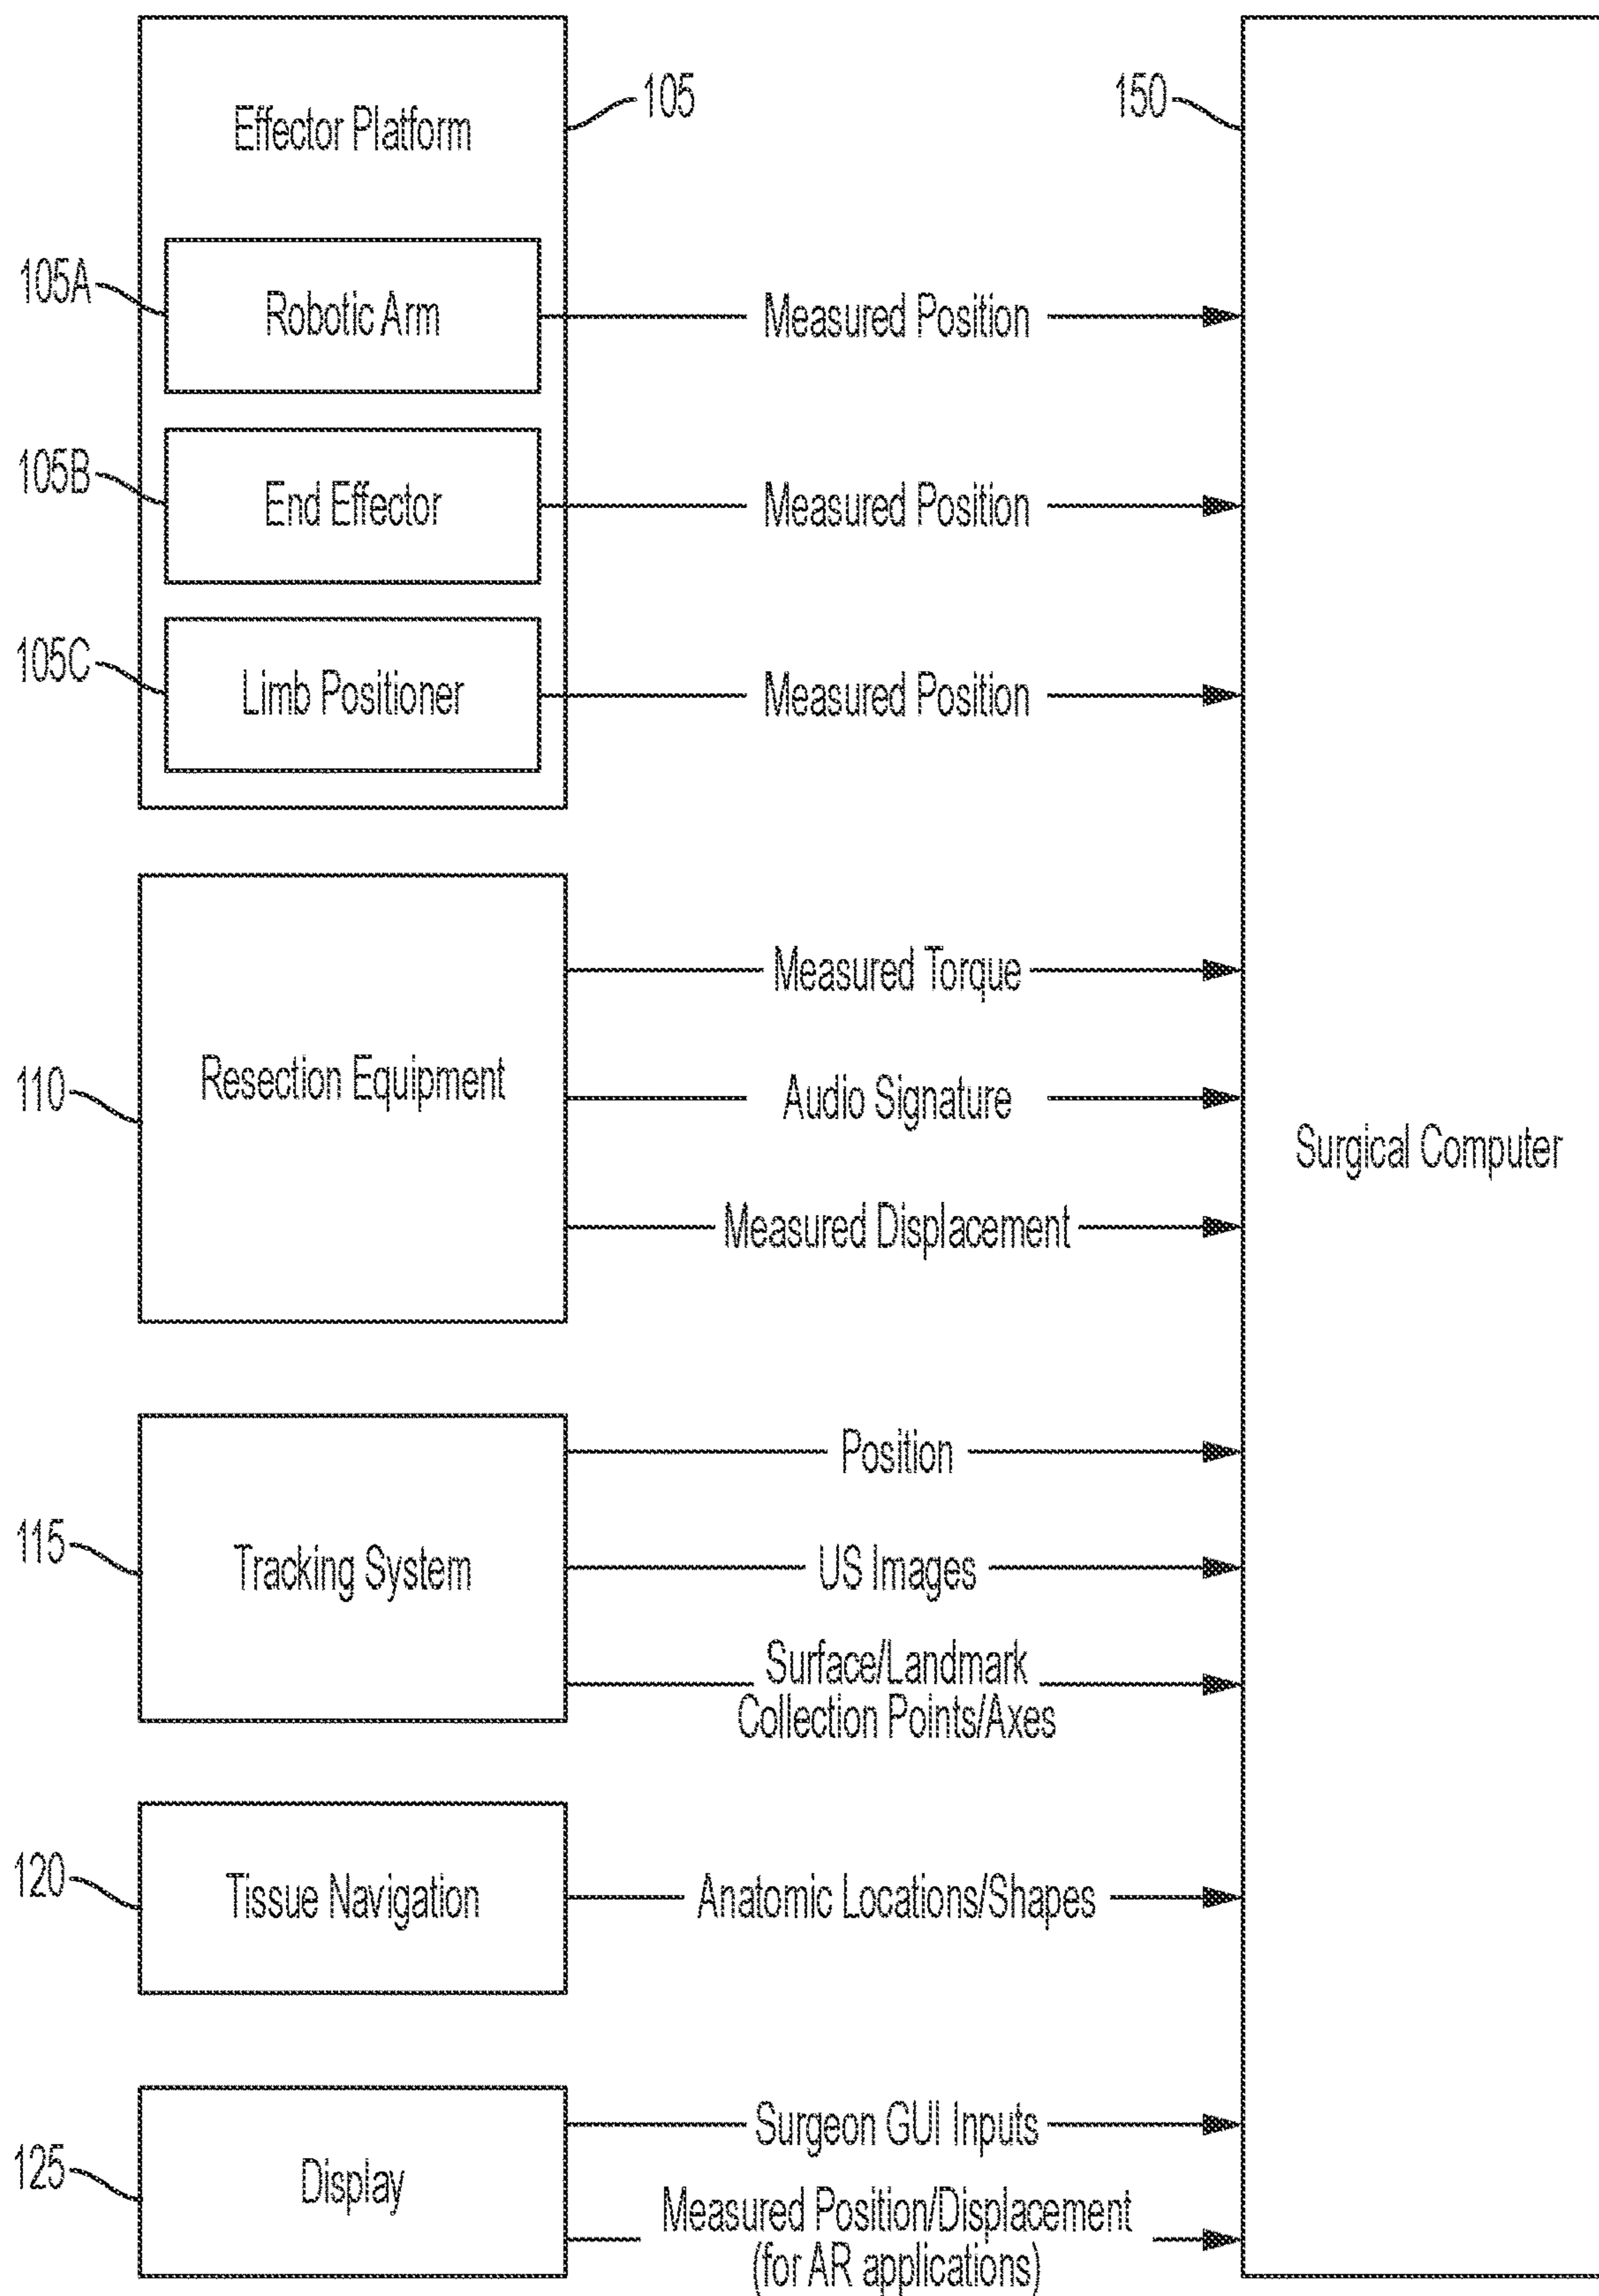 Effector Platform
105
150
105A
Robotic Arm
Measured Position
105B
End Effector
Measured Position
105C
Limb Positioner
Measured Position
110
Resection Equipment
Measured Torque
Audio Signature
Measured Displacement
Surgical Computer
115
Tracking System
Position
US Images
Surface/Landmark
Collection Points/Axes
120
Tissue Navigation
Anatomic Locations/Shapes
125
Display
Surgeon GUI Inputs
Measured Position/Displacement
(for AR applications)